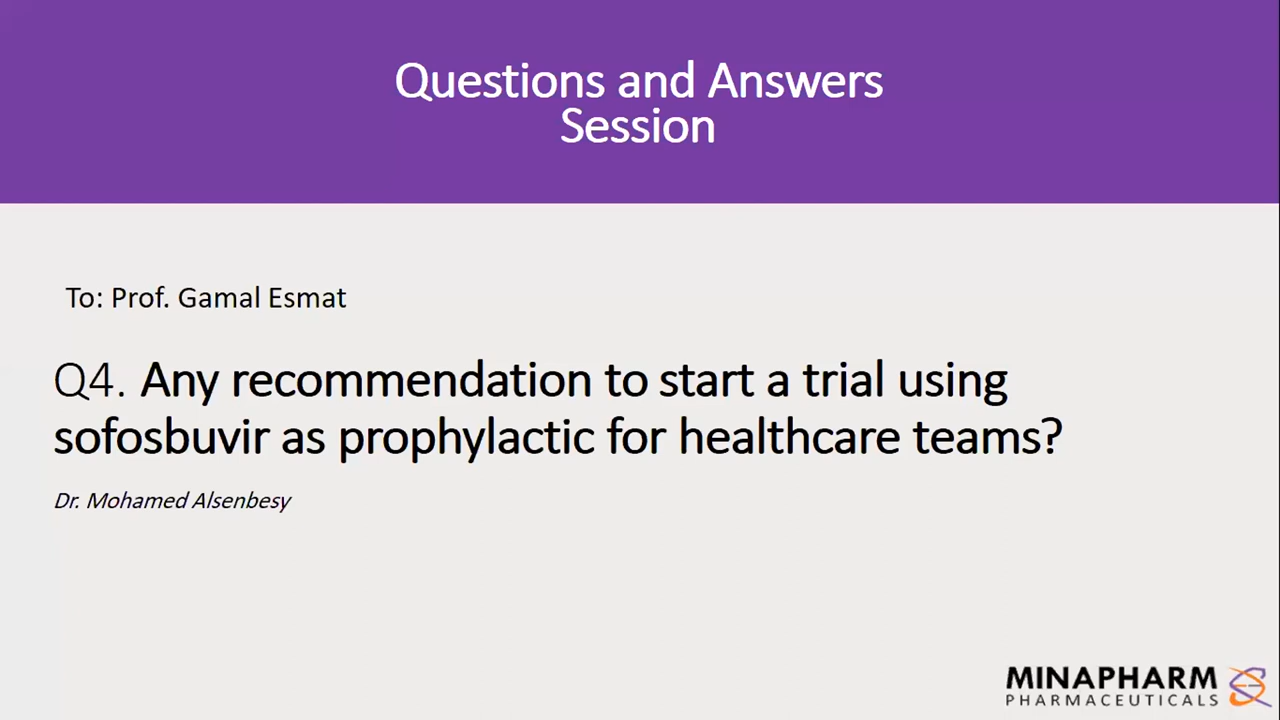 Questions and Answers
Session
To: Prof. Gamal Esmat
Q4. Any recommendation to start a trial using
sofosbuvir as prophylactic for healthcare teams?
Dr. Mohamed Alsenbesy
MINAPHARM
PHARMACEUTICALS